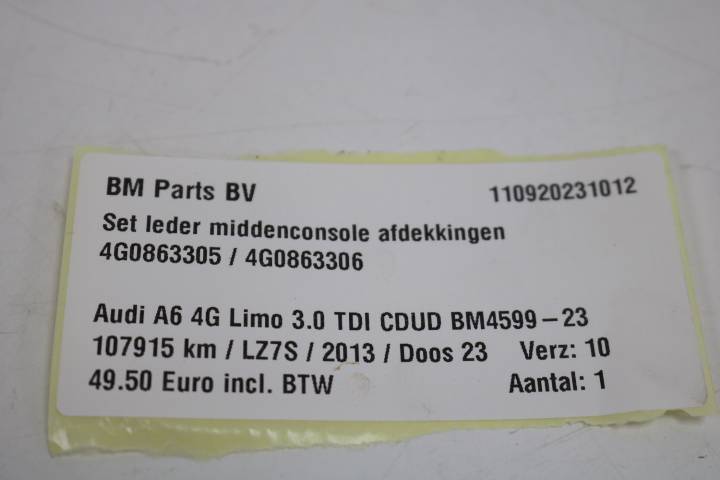 BM Parts BV 110920231012
Set leder middenconsole afdekkingen
4G0863305 / 4G0863306
Audi A6 4G Limo 3.0 TDI CDUD BM4599-23
107915 km / LZ7S / 2013 / Doos 23 Verz: 10
49.50 Euro incl. BTW Aantal: 1